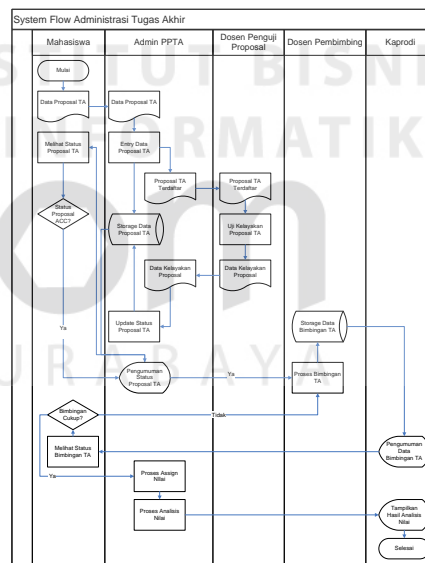 System Flow Administrasi Tugas Akhir
Mahasiswa
Admin PPTA
Dosen Penguji
Proposal
Dosen Pembimbing
Kaprodi
Mulai
Data Proposal TA
Data Proposal TA
Melihat Status
Proposal TA
Entry Data
Proposal TA
Proposal TA
Terdaftar
Proposal TA
Terdaftar
Status
Proposal
ACC?
Storage Data
Proposal TA
Uji Kelayakan
Proposal TA
Data Kelayakan
Proposal
Data Kelayakan
Proposal
Ya
Update Status
Proposal TA
Storage Data
Bimbingan TA
Pengumuman
Status
Proposal TA
Ya
Proses Bimbingan
TA
Bimbingan
Cukup?
Tidak
Melihat Status
Bimbingan TA
Pengumuman
Data
Bimbingan TA
Ya
Proses Assign
Nilai
Proses Analisis
Nilai
Tampilkan
Hasil Analisis
Nilai
Selesai